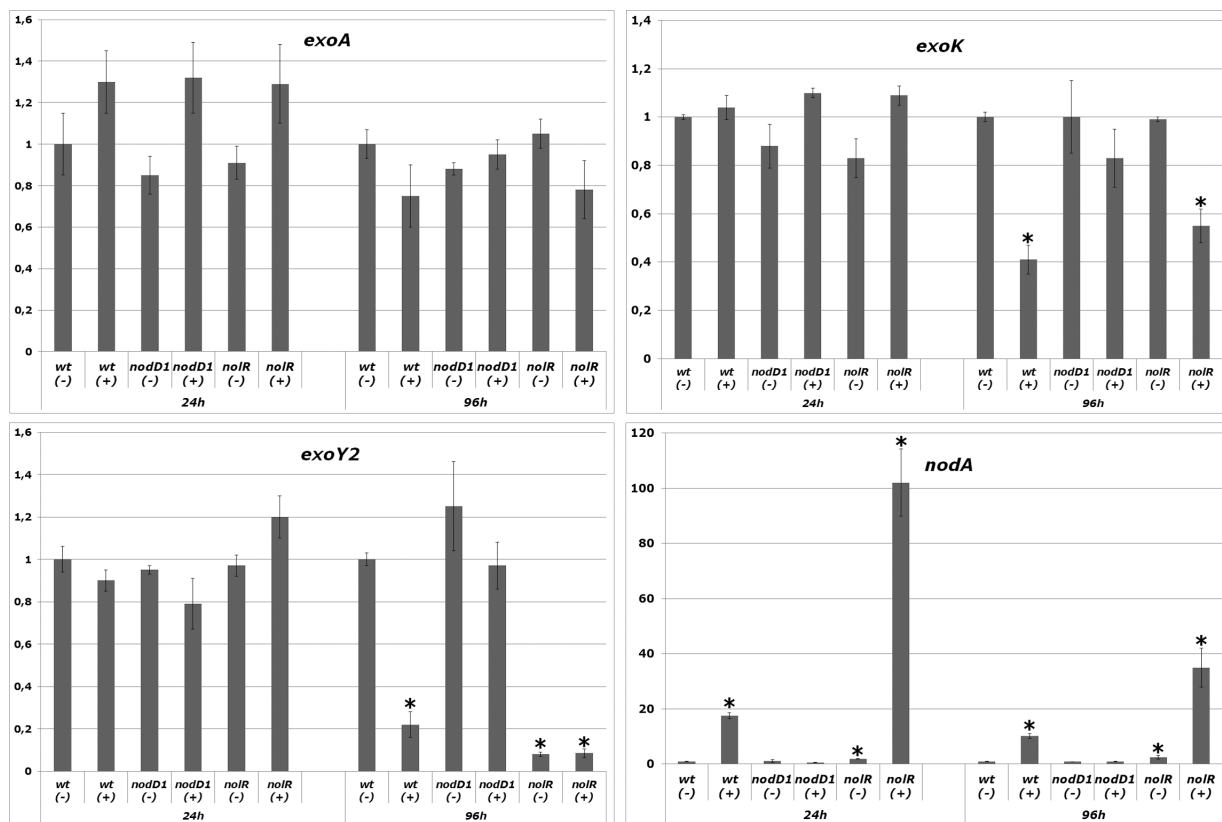 exoA
1,6
1,4
1,2
1
0,8
0,6
0,4
0,2
0
wt (-) wt (+) nodD1 (-) nodD1 (+) nolR (-) nolR (+) wt (-) wt (+) nodD1 (-) nodD1 (+) nolR (-) nolR (+)
24h 96h
exoK
1,4
1,2
1
0,8
0,6
0,4
0,2
0
* *
wt (-) wt (+) nodD1 (-) nodD1 (+) nolR (-) nolR (+) wt (-) wt (+) nodD1 (-) nodD1 (+) nolR (-) nolR (+)
24h 96h
exoY2
1,6
1,4
1,2
1
0,8
0,6
0,4
0,2
0
* * *
wt (-) wt (+) nodD1 (-) nodD1 (+) nolR (-) nolR (+) wt (-) wt (+) nodD1 (-) nodD1 (+) nolR (-) nolR (+)
24h 96h
nodA
120
100
80
60
40
20
0
* * * * * *
wt (-) wt (+) nodD1 (-) nodD1 (+) nolR (-) nolR (+) wt (-) wt (+) nodD1 (-) nodD1 (+) nolR (-) nolR (+)
24h 96h